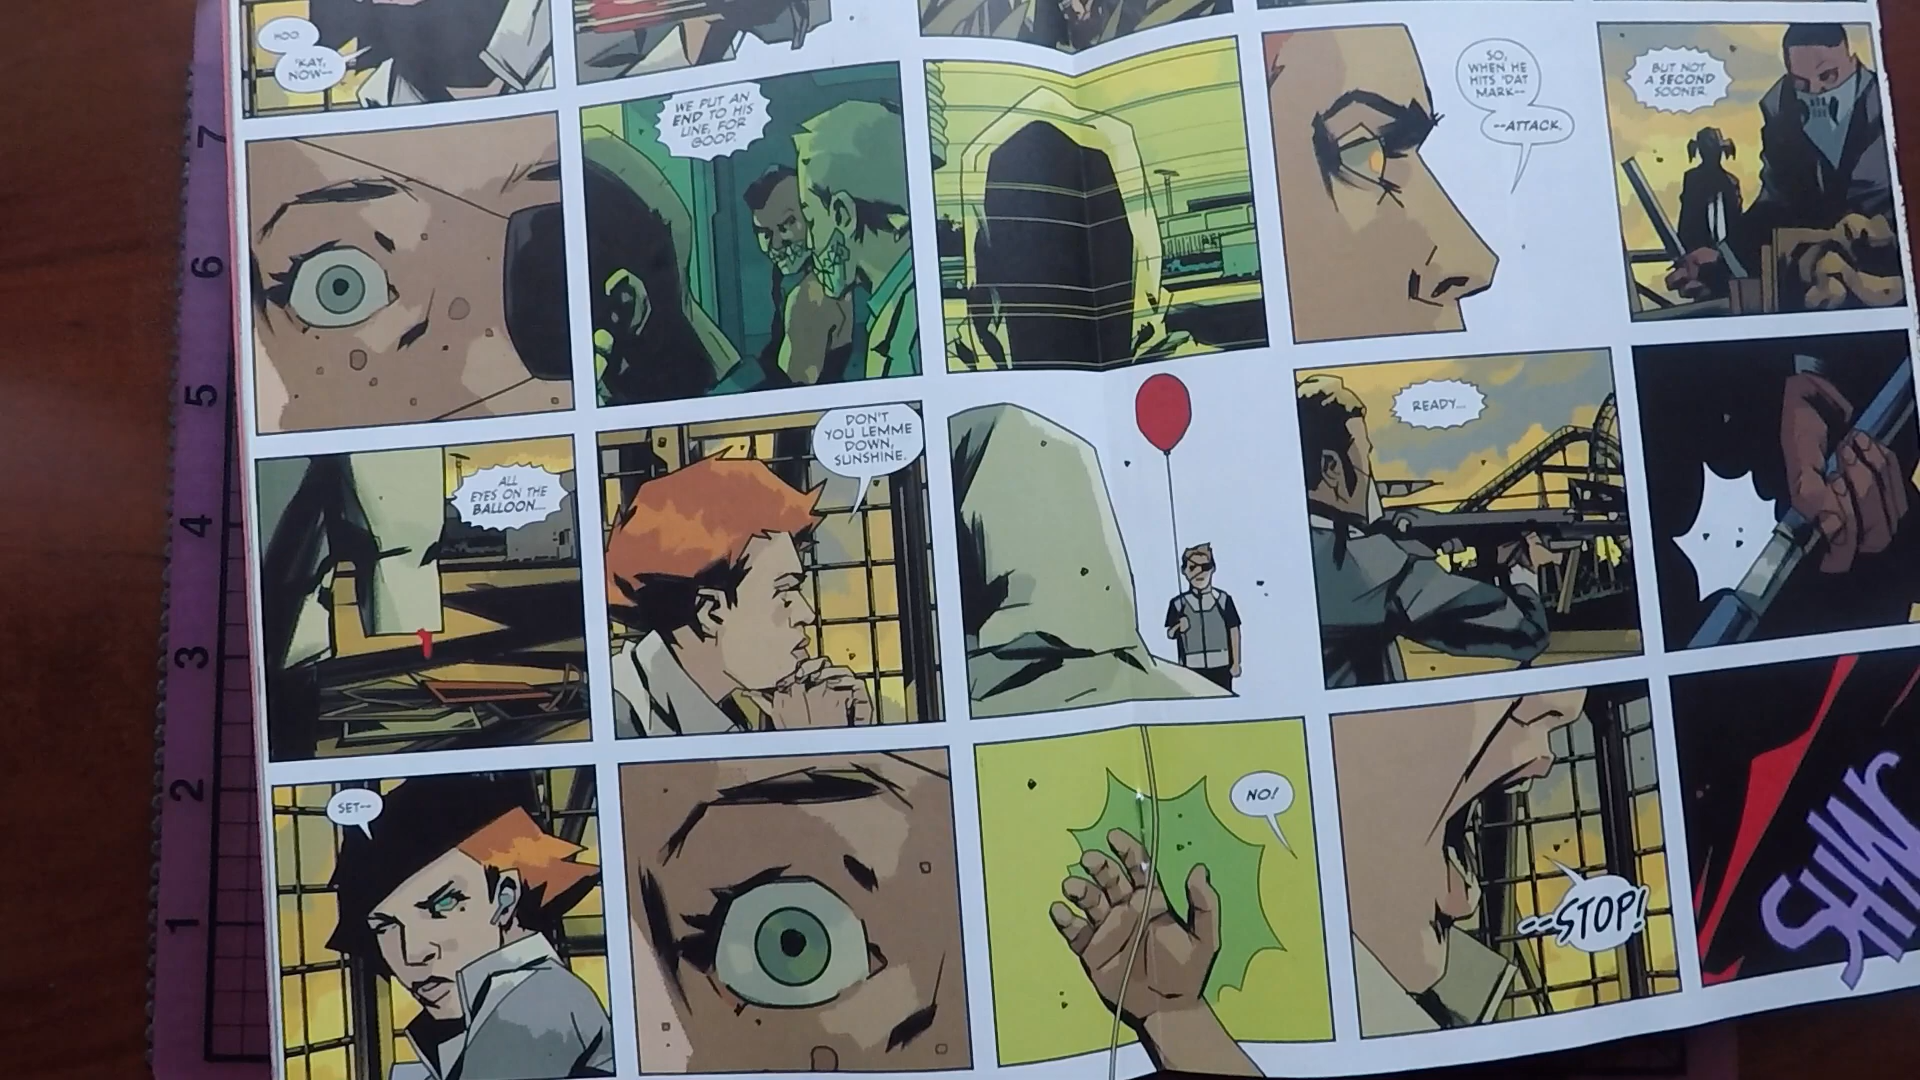 HOO.
'KAY,
NOW--
WE PUT AN
END TO HIS
LINE, FOR
GOOD.
SO,
WHEN HE
HITS 'DAT
MARK--
--ATTACK.
BUT NOT
A SECOND
SOONER.
ALL
EYES ON THE
BALLOON...
DON'T
YOU LEMME
DOWN,
SUNSHINE.
READY...
SET--
NO!
--STOP!
7
6
5
4
3
2
1